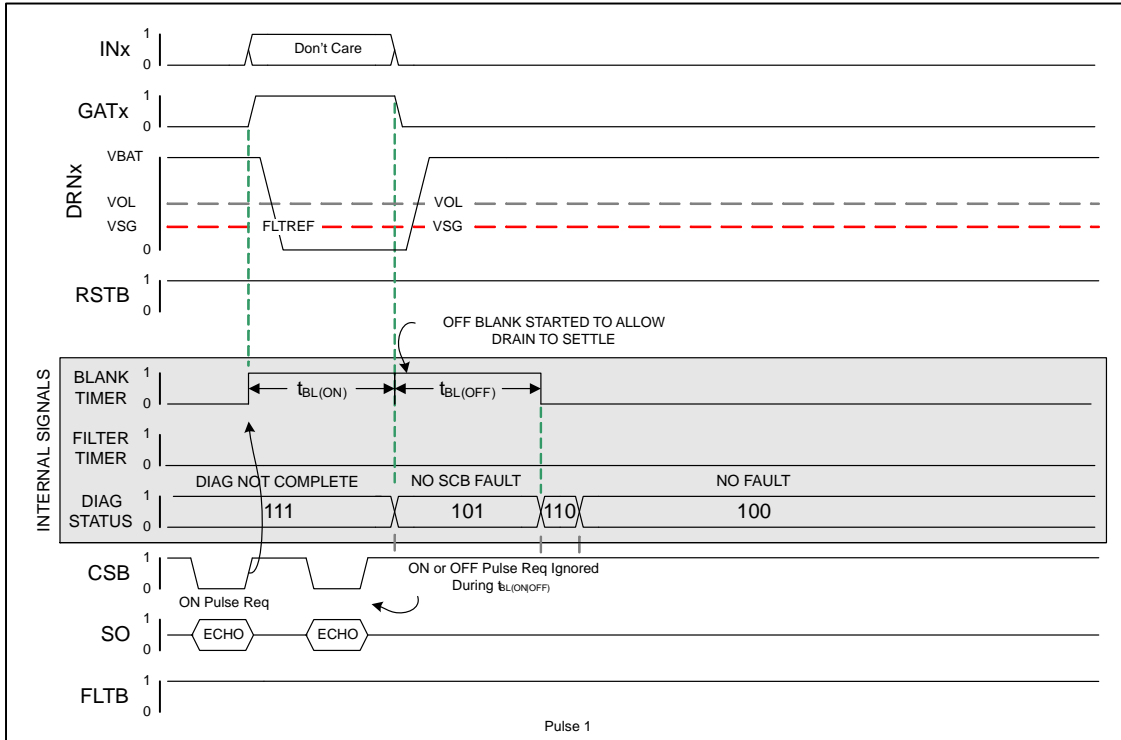 INx
1
0
Don't Care
GATx
1
0
DRNx
VBAT
VOL
VSG
0
VOL
FLTREF
VSG
RSTB
1
0
OFF BLANK STARTED TO ALLOW
DRAIN TO SETTLE
INTERNAL SIGNALS
BLANK
TIMER
1
0
tBL(ON)
tBL(OFF)
FILTER
TIMER
1
0
DIAG NOT COMPLETE
NO SCB FAULT
NO FAULT
DIAG
STATUS
1
0
111
101
110
100
CSB
1
0
ON Pulse Req
ON or OFF Pulse Req Ignored
During tBL(ON|OFF)
SO
1
0
ECHO
ECHO
FLTB
1
0
Pulse 1